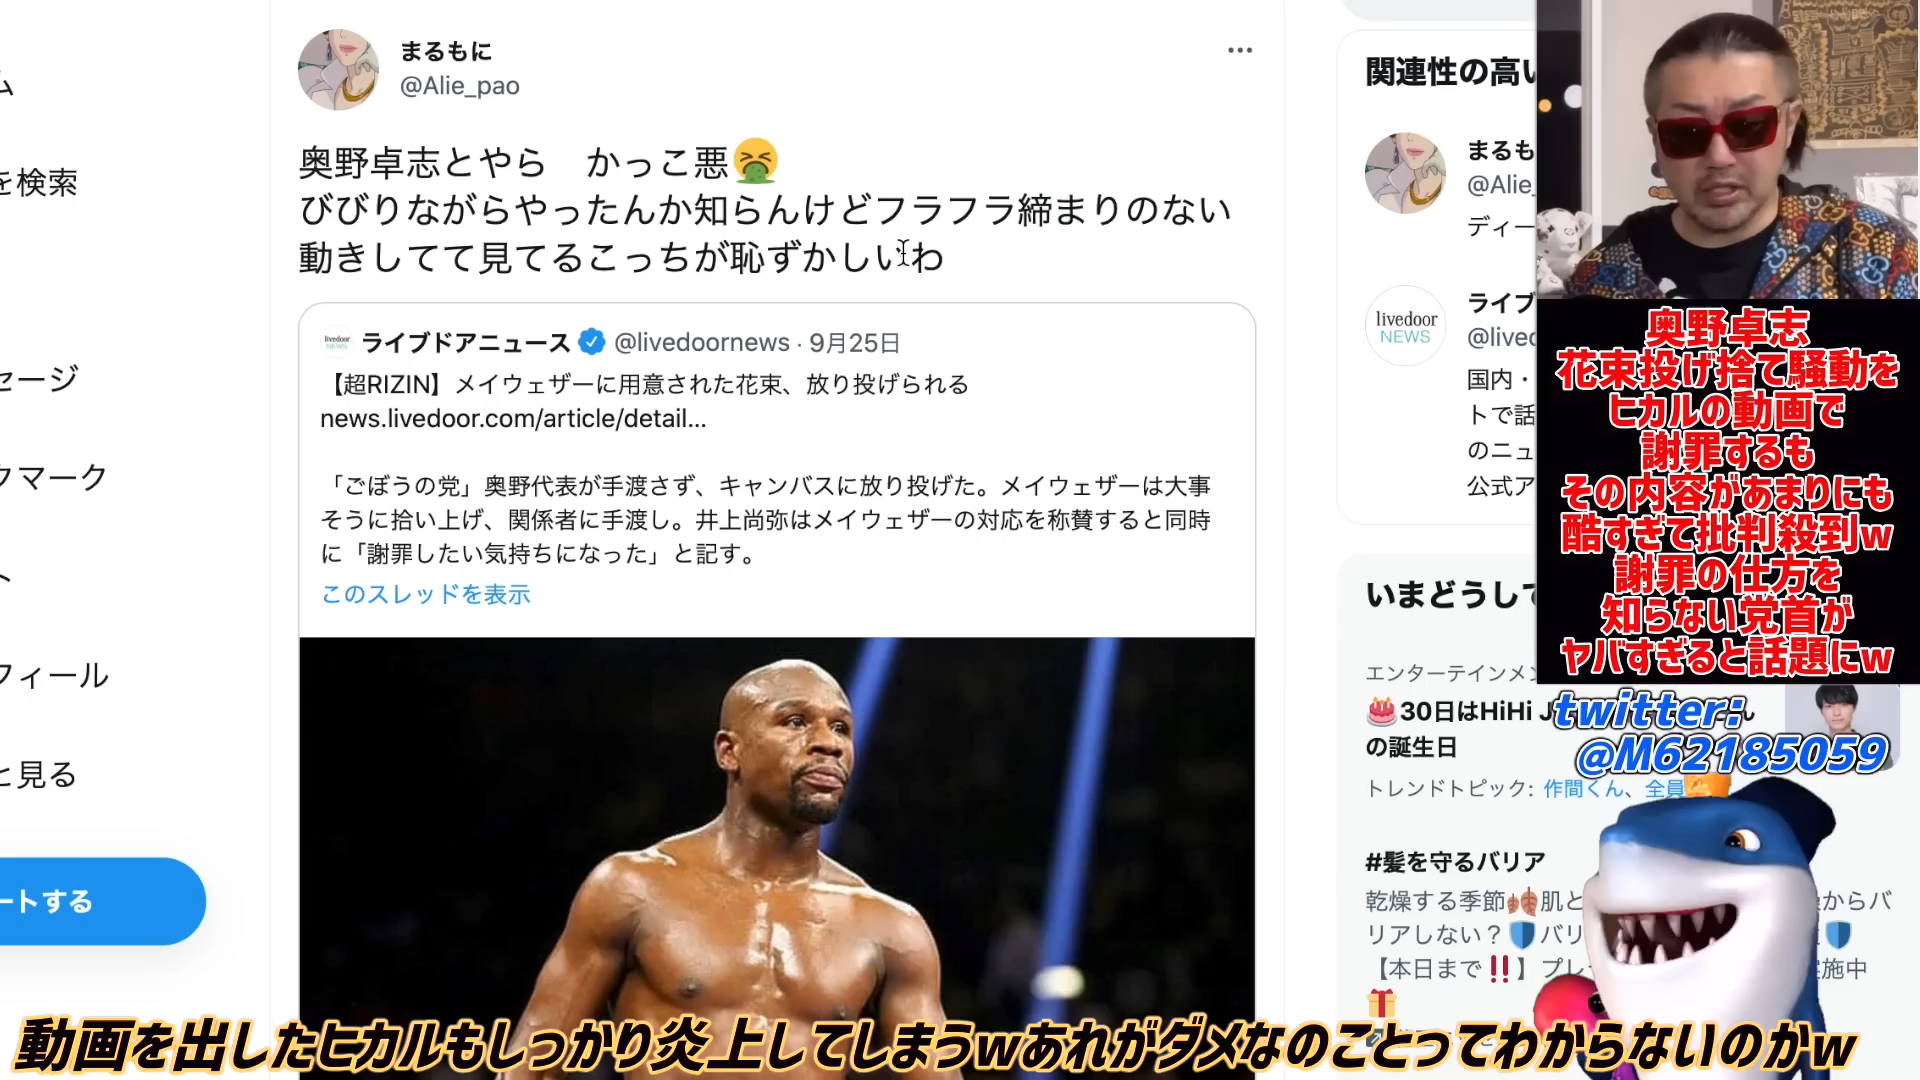 ム
を検索
セージ
クマーク
ト
フィール
と見る
ートする
まるもに
@Alie_pao
奥野卓志とやら　かっこ悪🤮
びびりながらやったんか知らんけどフラフラ締まりのない
動きしてて見てるこっちが恥ずかしいわ
livedoor
NEWS
ライブドアニュース @livedoornews · 9月25日
【超RIZIN】メイウェザーに用意された花束、放り投げられる
news.livedoor.com/article/detail...
「ごぼうの党」奥野代表が手渡さず、キャンバスに放り投げた。メイウェザーは大事
そうに拾い上げ、関係者に手渡し。井上尚弥はメイウェザーの対応を称賛すると同時
に「謝罪したい気持ちになった」と記す。
このスレッドを表示
関連性の高い
まるも
@Alie_
ディー
livedoor
NEWS
ライブ
@lived
国内・
トで話
のニュ
公式ア
いまどうして
エンターテインメン
🎂30日はHiHi J
の誕生日
トレンドトピック: 作間くん、全員
#髪を守るバリア
乾燥する季節🍂肌と
からバ
リアしない？🛡️バリ
【本日まで‼️】プレ
施中
奥野卓志
花束投げ捨て騒動を
ヒカルの動画で
謝罪するも
その内容があまりにも
酷すぎて批判殺到w
謝罪の仕方を
知らない党首が
ヤバすぎると話題にw
twitter:
@M62185059
動画を出したヒカルもしっかり炎上してしまうwあれがダメなのことってわからないのかw